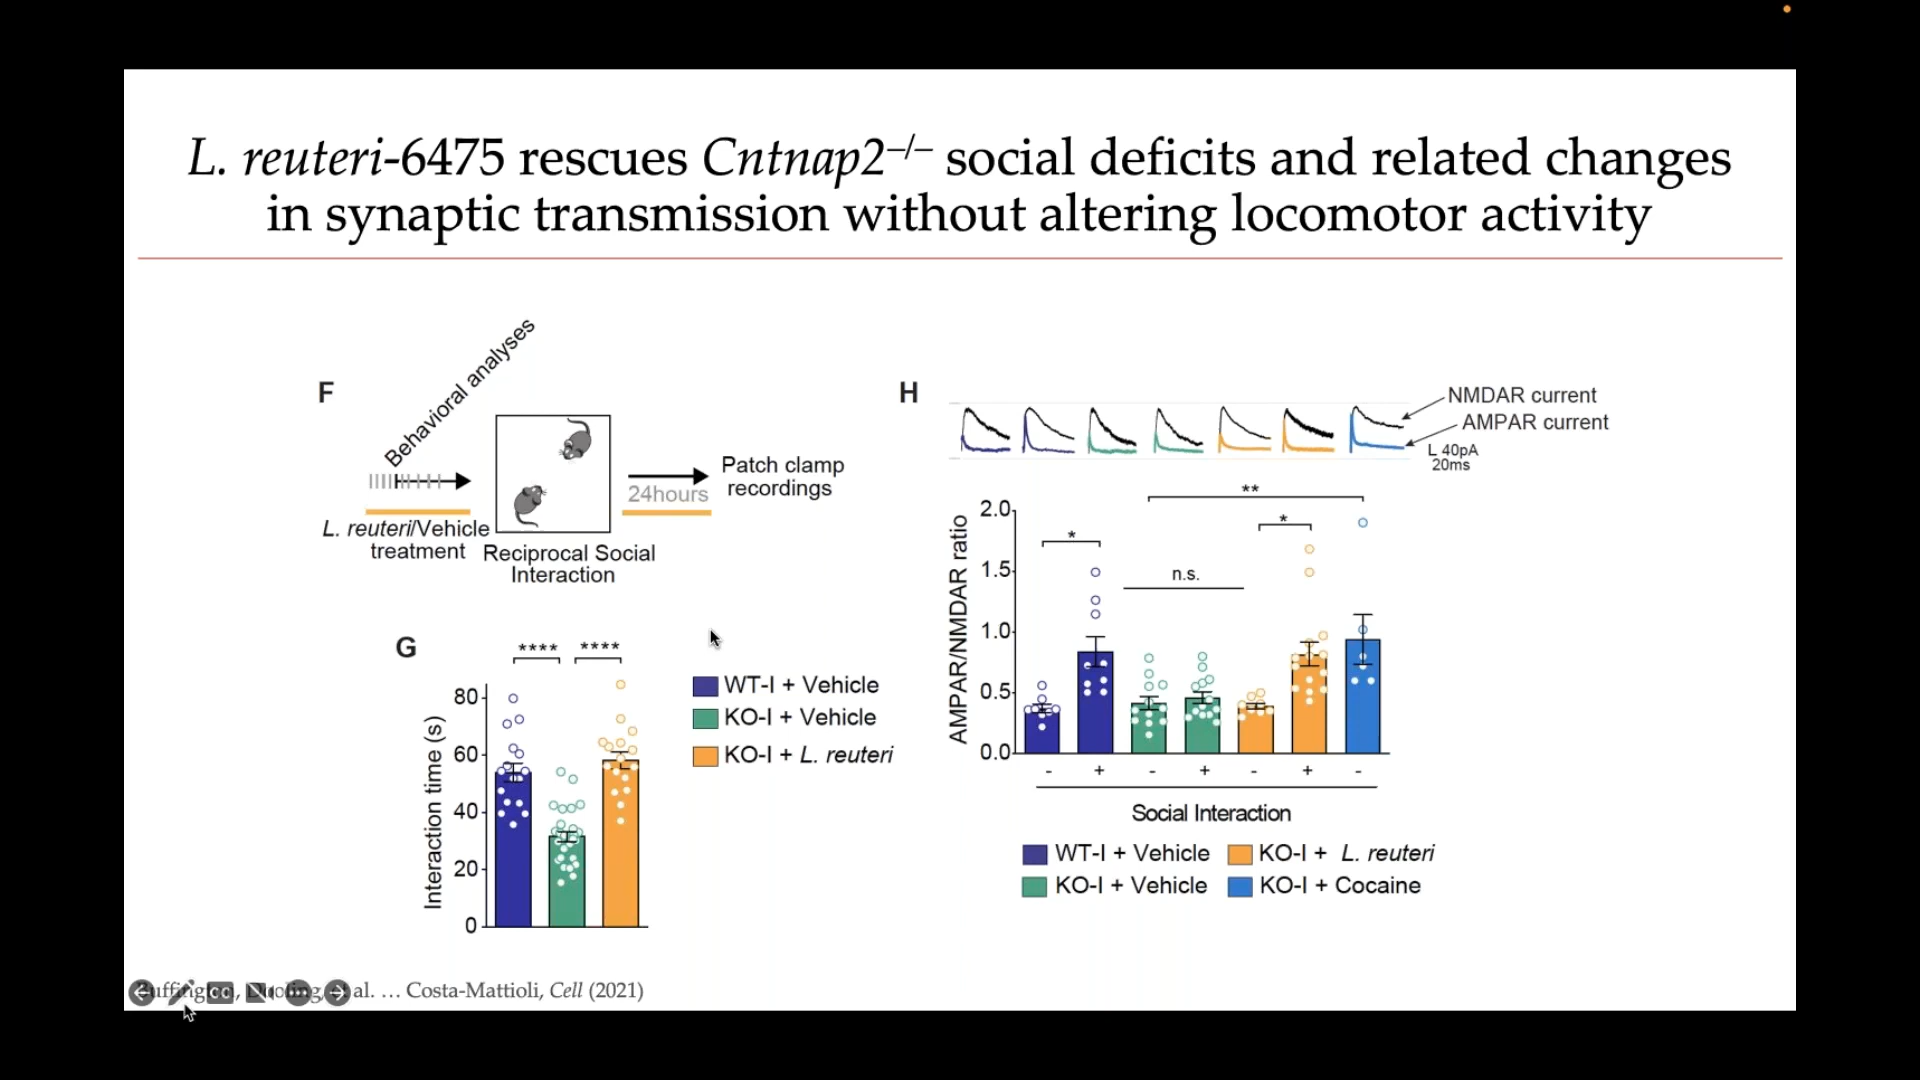 L. reuteri-6475 rescues Cntnap2−/− social deficits and related changes
in synaptic transmission without altering locomotor activity
F
Behavioral analyses
L. reuteri/Vehicle
treatment
Reciprocal Social
Interaction
24hours
Patch clamp
recordings
G
**** ****
Interaction time (s)
80
60
40
20
0
WT-I + Vehicle
KO-I + Vehicle
KO-I + L. reuteri
H
NMDAR current
AMPAR current
40pA
20ms
AMPAR/NMDAR ratio
2.0
1.5
1.0
0.5
0.0
**
*
*
n.s.
- + - + - + -
Social Interaction
WT-I + Vehicle
KO-I + L. reuteri
KO-I + Vehicle
KO-I + Cocaine
al. … Costa-Mattioli, Cell (2021)